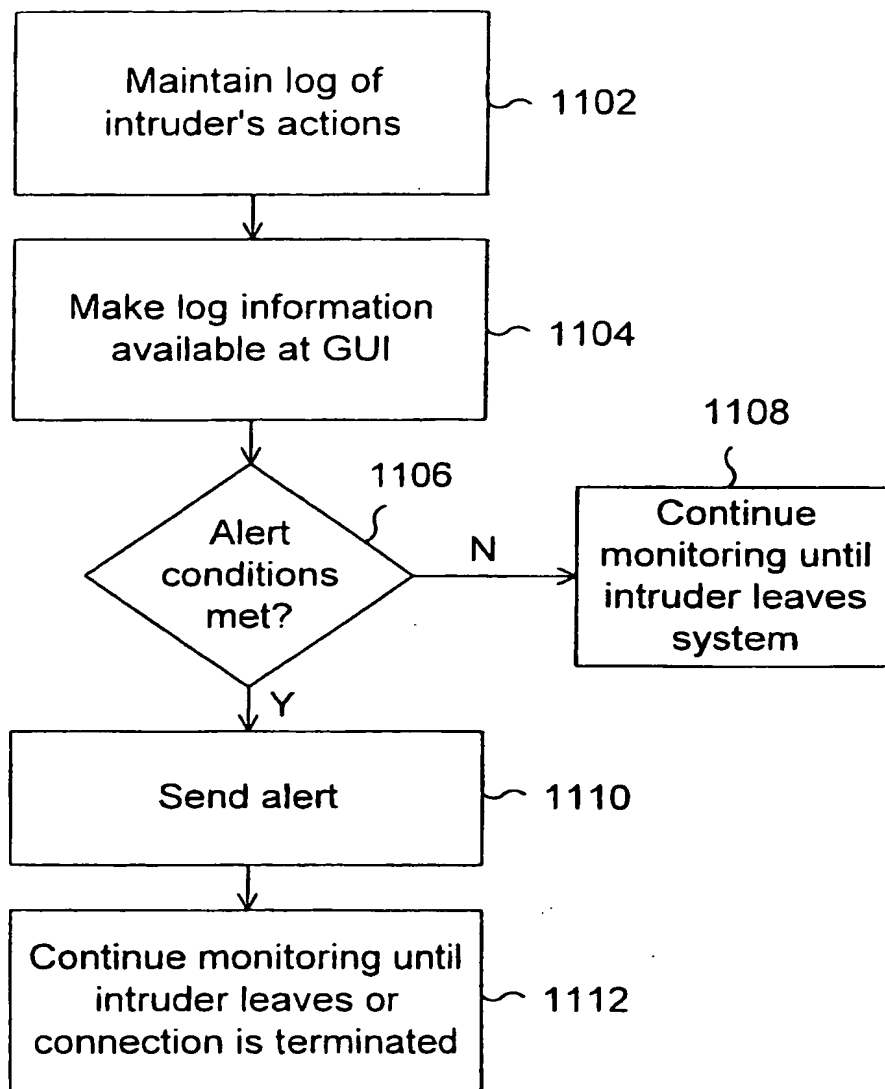 Maintain log of
intruder's actions
1102
Make log information
available at GUI
1104
1106
Alert
conditions
met?
N
1108
Continue
monitoring until
intruder leaves
system
Y
Send alert
1110
Continue monitoring until
intruder leaves or
connection is terminated
1112